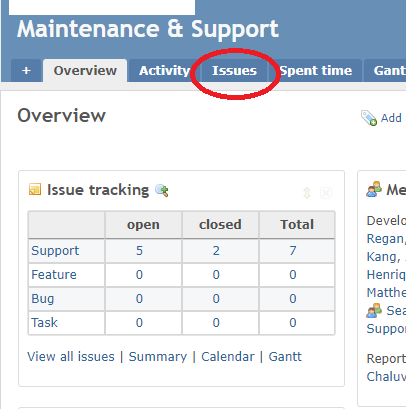 Maintenance & Support
+ Overview Activity Issues Spent time Gant
Overview
Add
Issue tracking
open closed Total
Support 5 2 7
Feature 0 0 0
Bug 0 0 0
Task 0 0 0
View all issues | Summary | Calendar | Gantt
Me
Develo
Regan,
Kang,
Henriq
Matthe
Sea
Suppo
Report
Chaluv